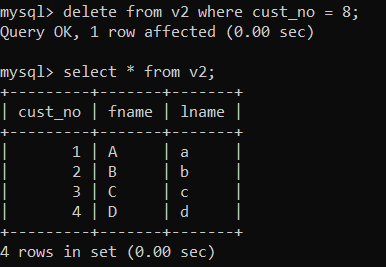 mysql> delete from v2 where cust_no = 8;
Query OK, 1 row affected (0.00 sec)
mysql> select * from v2;
+---------+-------+-------+
| cust_no | fname | lname |
+---------+-------+-------+
|       1 | A     | a     |
|       2 | B     | b     |
|       3 | C     | c     |
|       4 | D     | d     |
+---------+-------+-------+
4 rows in set (0.00 sec)